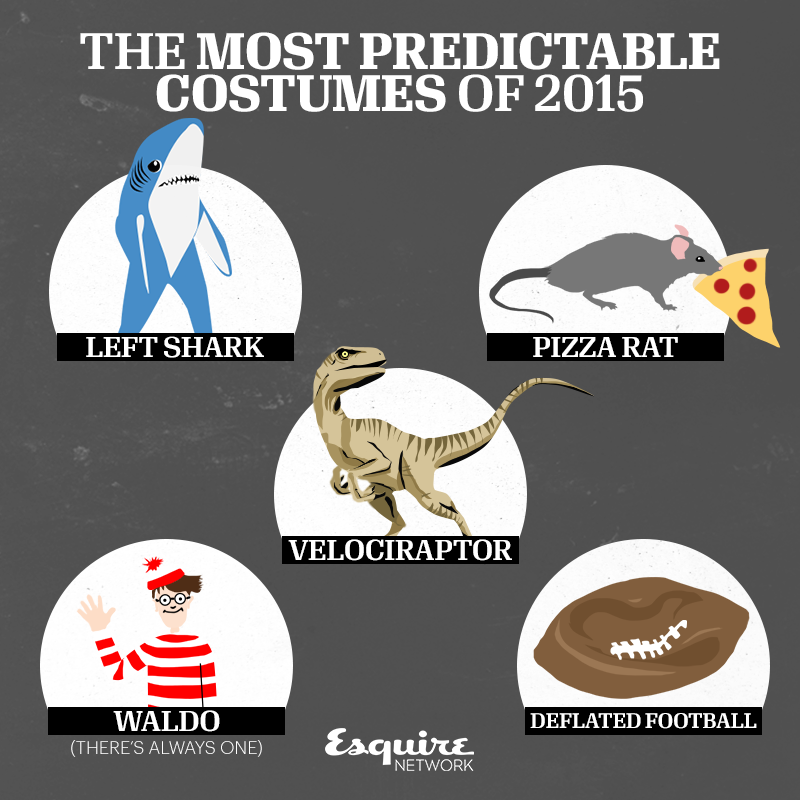 THE MOST PREDICTABLE
COSTUMES OF 2015
LEFT SHARK
PIZZA RAT
VELOCIRAPTOR
WALDO
(THERE'S ALWAYS ONE)
DEFLATED FOOTBALL
Esquire
NETWORK